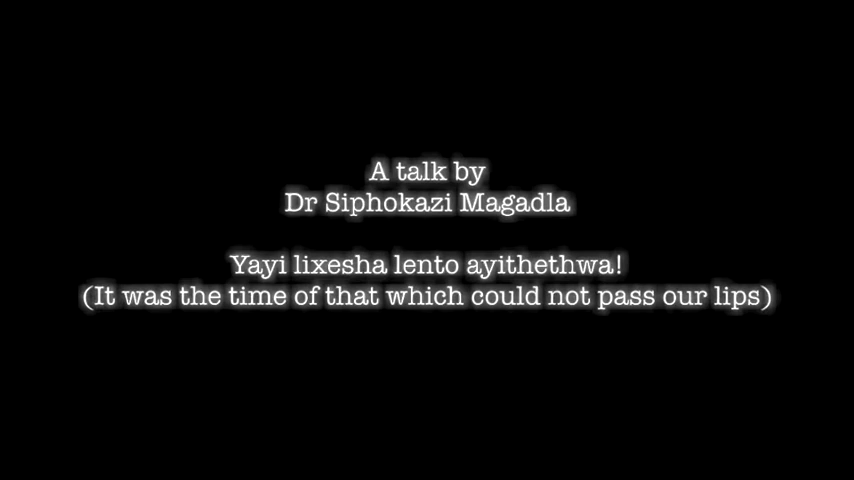 A talk by
Dr Siphokazi Magadla
Yayi lixesha lento ayithethwa!
(It was the time of that which could not pass our lips)